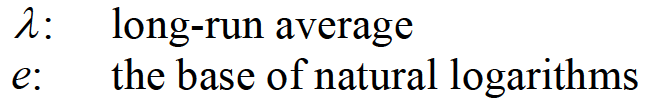 λ: long-run average
e: the base of natural logarithms